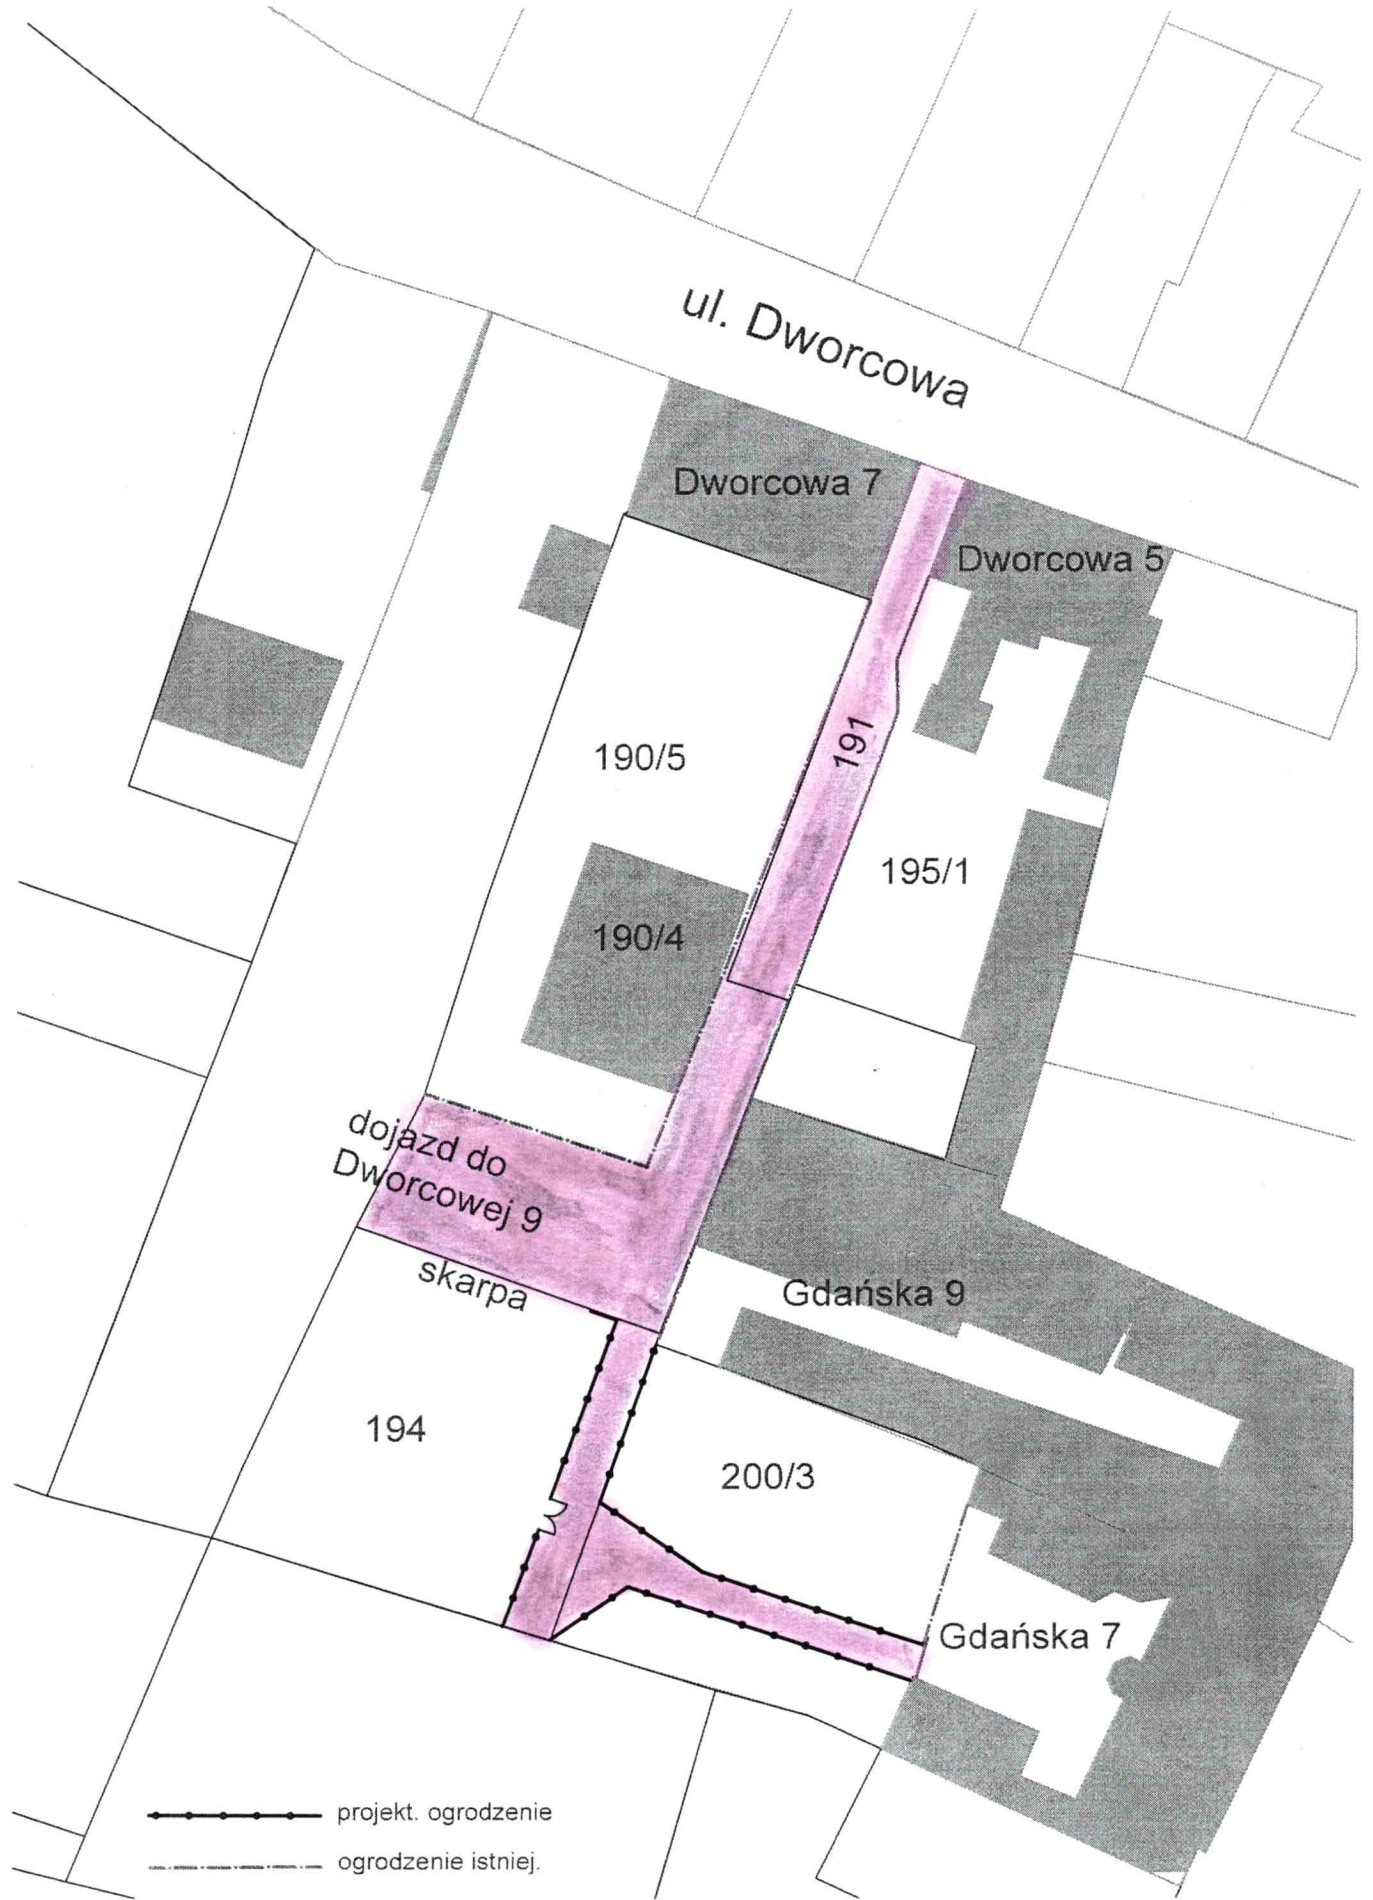 ul. Dworcowa
Dworcowa 7
Dworcowa 5
191
190/5
195/1
190/4
dojazd do
Dworcowej 9
skarpa
Gdańska 9
194
200/3
Gdańska 7
projekt. ogrodzenie
ogrodzenie istniej.